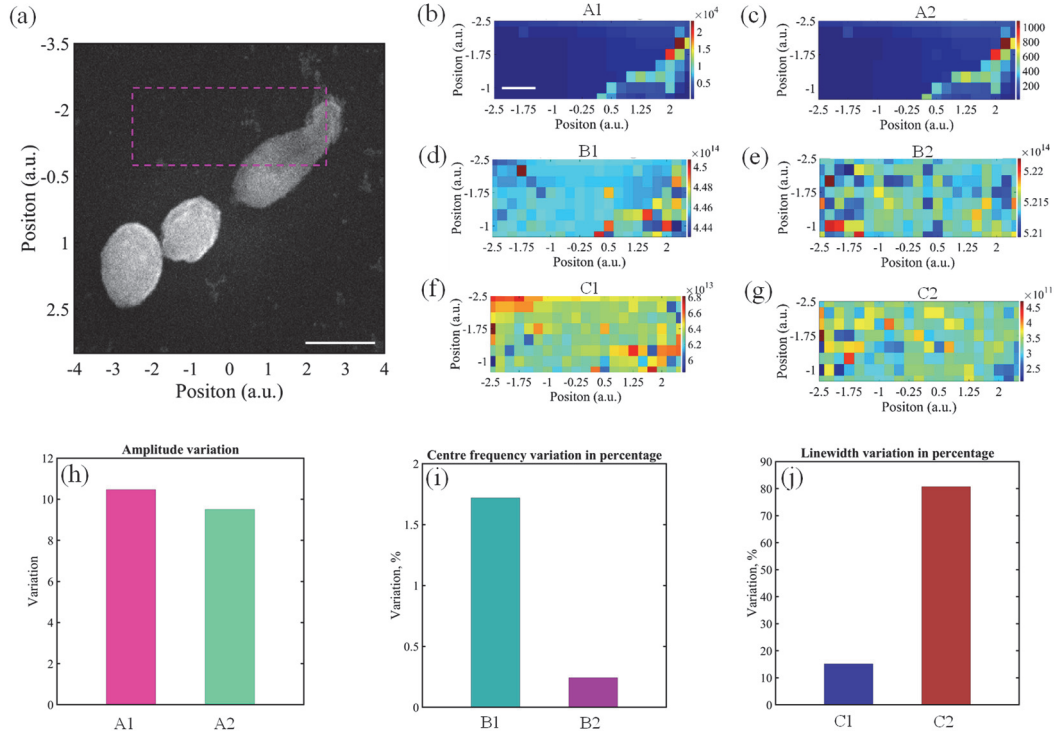 (a)
-3.5
-2
-0.5
1
2.5
Positon (a.u.)
-4 -3 -2 -1 0 1 2 3 4
Positon (a.u.)
(b)
A1
×10⁴
-2.5
-1.75
-1
Positon (a.u.)
2
1.5
1
0.5
-2.5 -1.75 -1 -0.25 0.5 1.25 2
Positon (a.u.)
(c)
A2
-2.5
-1.75
-1
Positon (a.u.)
1000
800
600
400
200
-2.5 -1.75 -1 -0.25 0.5 1.25 2
Positon (a.u.)
(d)
B1
×10¹⁴
-2.5
-1.75
-1
Positon (a.u.)
4.5
4.48
4.46
4.44
-2.5 -1.75 -1 -0.25 0.5 1.25 2
Positon (a.u.)
(e)
B2
×10¹⁴
-2.5
-1.75
-1
Positon (a.u.)
5.22
5.215
5.21
-2.5 -1.75 -1 -0.25 0.5 1.25 2
Positon (a.u.)
(f)
C1
×10¹³
-2.5
-1.75
-1
Positon (a.u.)
6.8
6.6
6.4
6.2
6
-2.5 -1.75 -1 -0.25 0.5 1.25 2
Positon (a.u.)
(g)
C2
×10¹¹
-2.5
-1.75
-1
Positon (a.u.)
4.5
4
3.5
3
2.5
-2.5 -1.75 -1 -0.25 0.5 1.25 2
Positon (a.u.)
Amplitude variation
(h)
12
10
8
6
4
2
0
Variation
A1 A2
Centre frequency variation in percentage
(i)
2
1.5
1
0.5
0
Variation, %
B1 B2
Linewidth variation in percentage
(j)
90
80
70
60
50
40
30
20
10
0
Variation, %
C1 C2